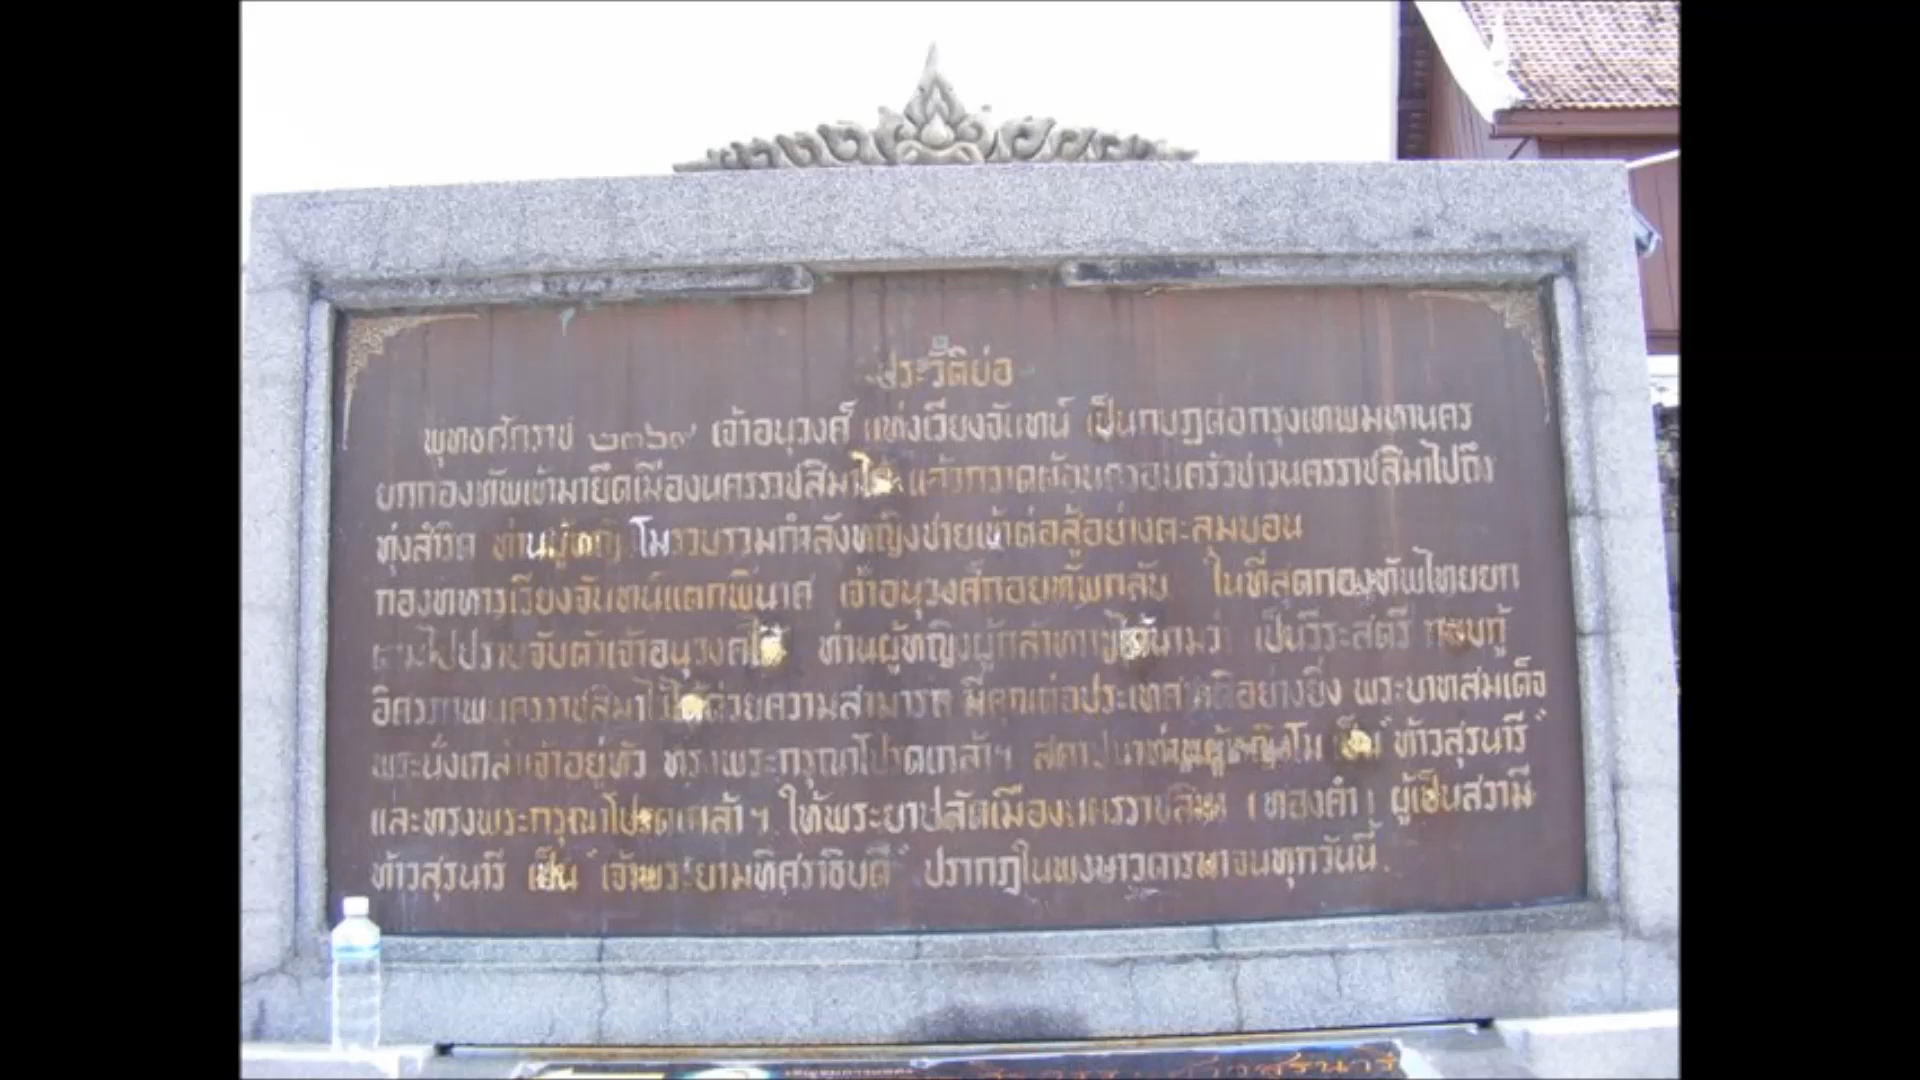 ประวัติย่อ
พุทธศักราช ๒๓๖๙ เจ้าอนุวงศ์ แห่งเวียงจันทน์ เป็นกบฏต่อกรุงเทพมหานคร
ยกกองทัพเข้ามายึดเมืองนครราชสิมาได้ แล้วกวาดต้อนครอบครัวชาวนครราชสิมาไปถึง
ทุ่งสำริด ท่านผู้หญิงโมรวบรวมกำลังหญิงชายเข้าต่อสู้อย่างตะลุมบอน
กองทหารเวียงจันทน์แตกพินาศ เจ้าอนุวงศ์ถอยทัพกลับ ในที่สุดกองทัพไทยยก
ตามไปปราบจับตัวเจ้าอนุวงศ์ได้ ท่านผู้หญิงผู้กล้าหาญได้นามว่า เป็นวีระสตรี กอบกู้
อิศรภาพนครราชสิมาไว้ได้ด้วยความสามารถ มีคุณต่อประเทศชาติอย่างยิ่ง พระบาทสมเด็จ
พระนั่งเกล้าเจ้าอยู่หัว ทรงพระกรุณาโปรดเกล้าฯ สถาปนาท่านผู้หญิงโม เป็น "ท้าวสุรนารี"
และทรงพระกรุณาโปรดเกล้าฯ ให้พระยาปลัดเมืองนครราชสิมา (ทองคำ) ผู้เป็นสวามี
ท้าวสุรนารี เป็น "เจ้าพระยามหิศราธิบดี" ปรากฏในพงษาวดารมาจนทุกวันนี้.